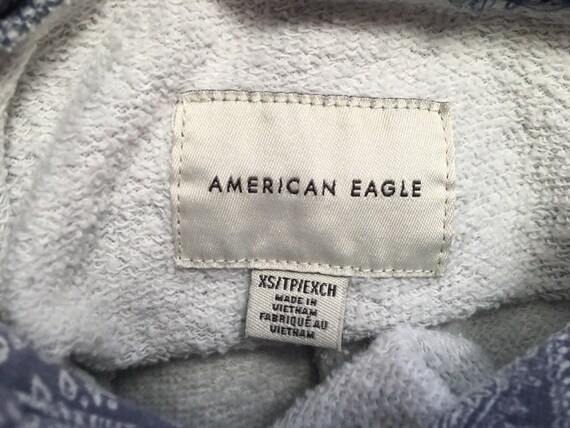 AMERICAN EAGLE
XS/TP/EXCH
MADE IN
VIETNAM
FABRIQUÉ AU
VIETNAM